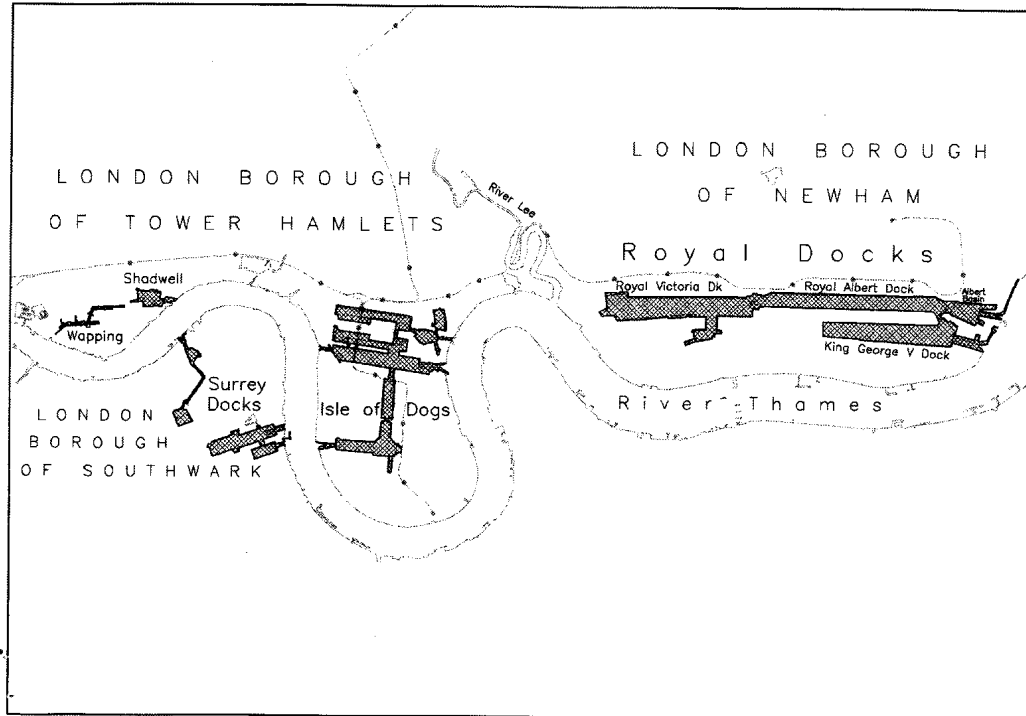 LONDON BOROUGH
OF TOWER HAMLETS
LONDON BOROUGH
OF NEWHAM
River Lee
Royal Docks
Shadwell
Wapping
Royal Victoria Dk
Royal Albert Dock
Albert
Basin
King George V Dock
Surrey
Docks
Isle of Dogs
River Thames
LONDON
BOROUGH
OF SOUTHWARK